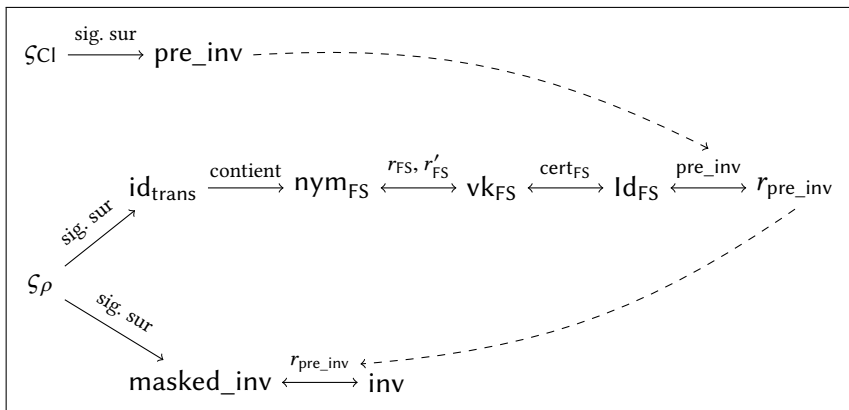 sig. sur
ςCI pre_inv
contient r_FS, r'_FS cert_FS pre_inv
id_trans nym_FS vk_FS Id_FS r_pre_inv
sig. sur
ς_ρ
sig. sur
r_pre_inv
masked_inv inv